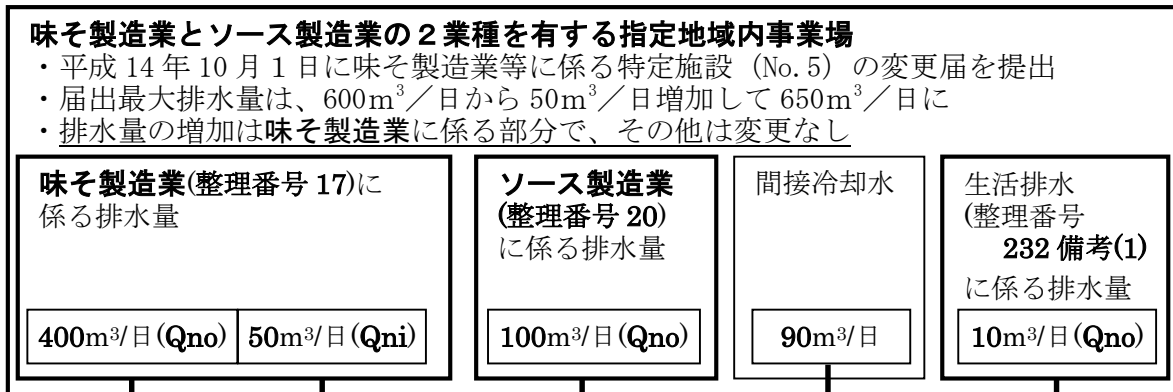 味そ製造業とソース製造業の２業種を有する指定地域内事業場
・平成 14 年 10 月１日に味そ製造業等に係る特定施設（No.5）の変更届を提出
・届出最大排水量は、600ｍ³／日から 50ｍ³／日増加して 650ｍ³／日に
・排水量の増加は味そ製造業に係る部分で、その他は変更なし
味そ製造業(整理番号 17)に
係る排水量
400m³/日(Qno)
50m³/日(Qni)
ソース製造業
(整理番号 20)
に係る排水量
100m³/日(Qno)
間接冷却水
90m³/日
生活排水
(整理番号
232 備考(1)
に係る排水量
10m³/日(Qno)